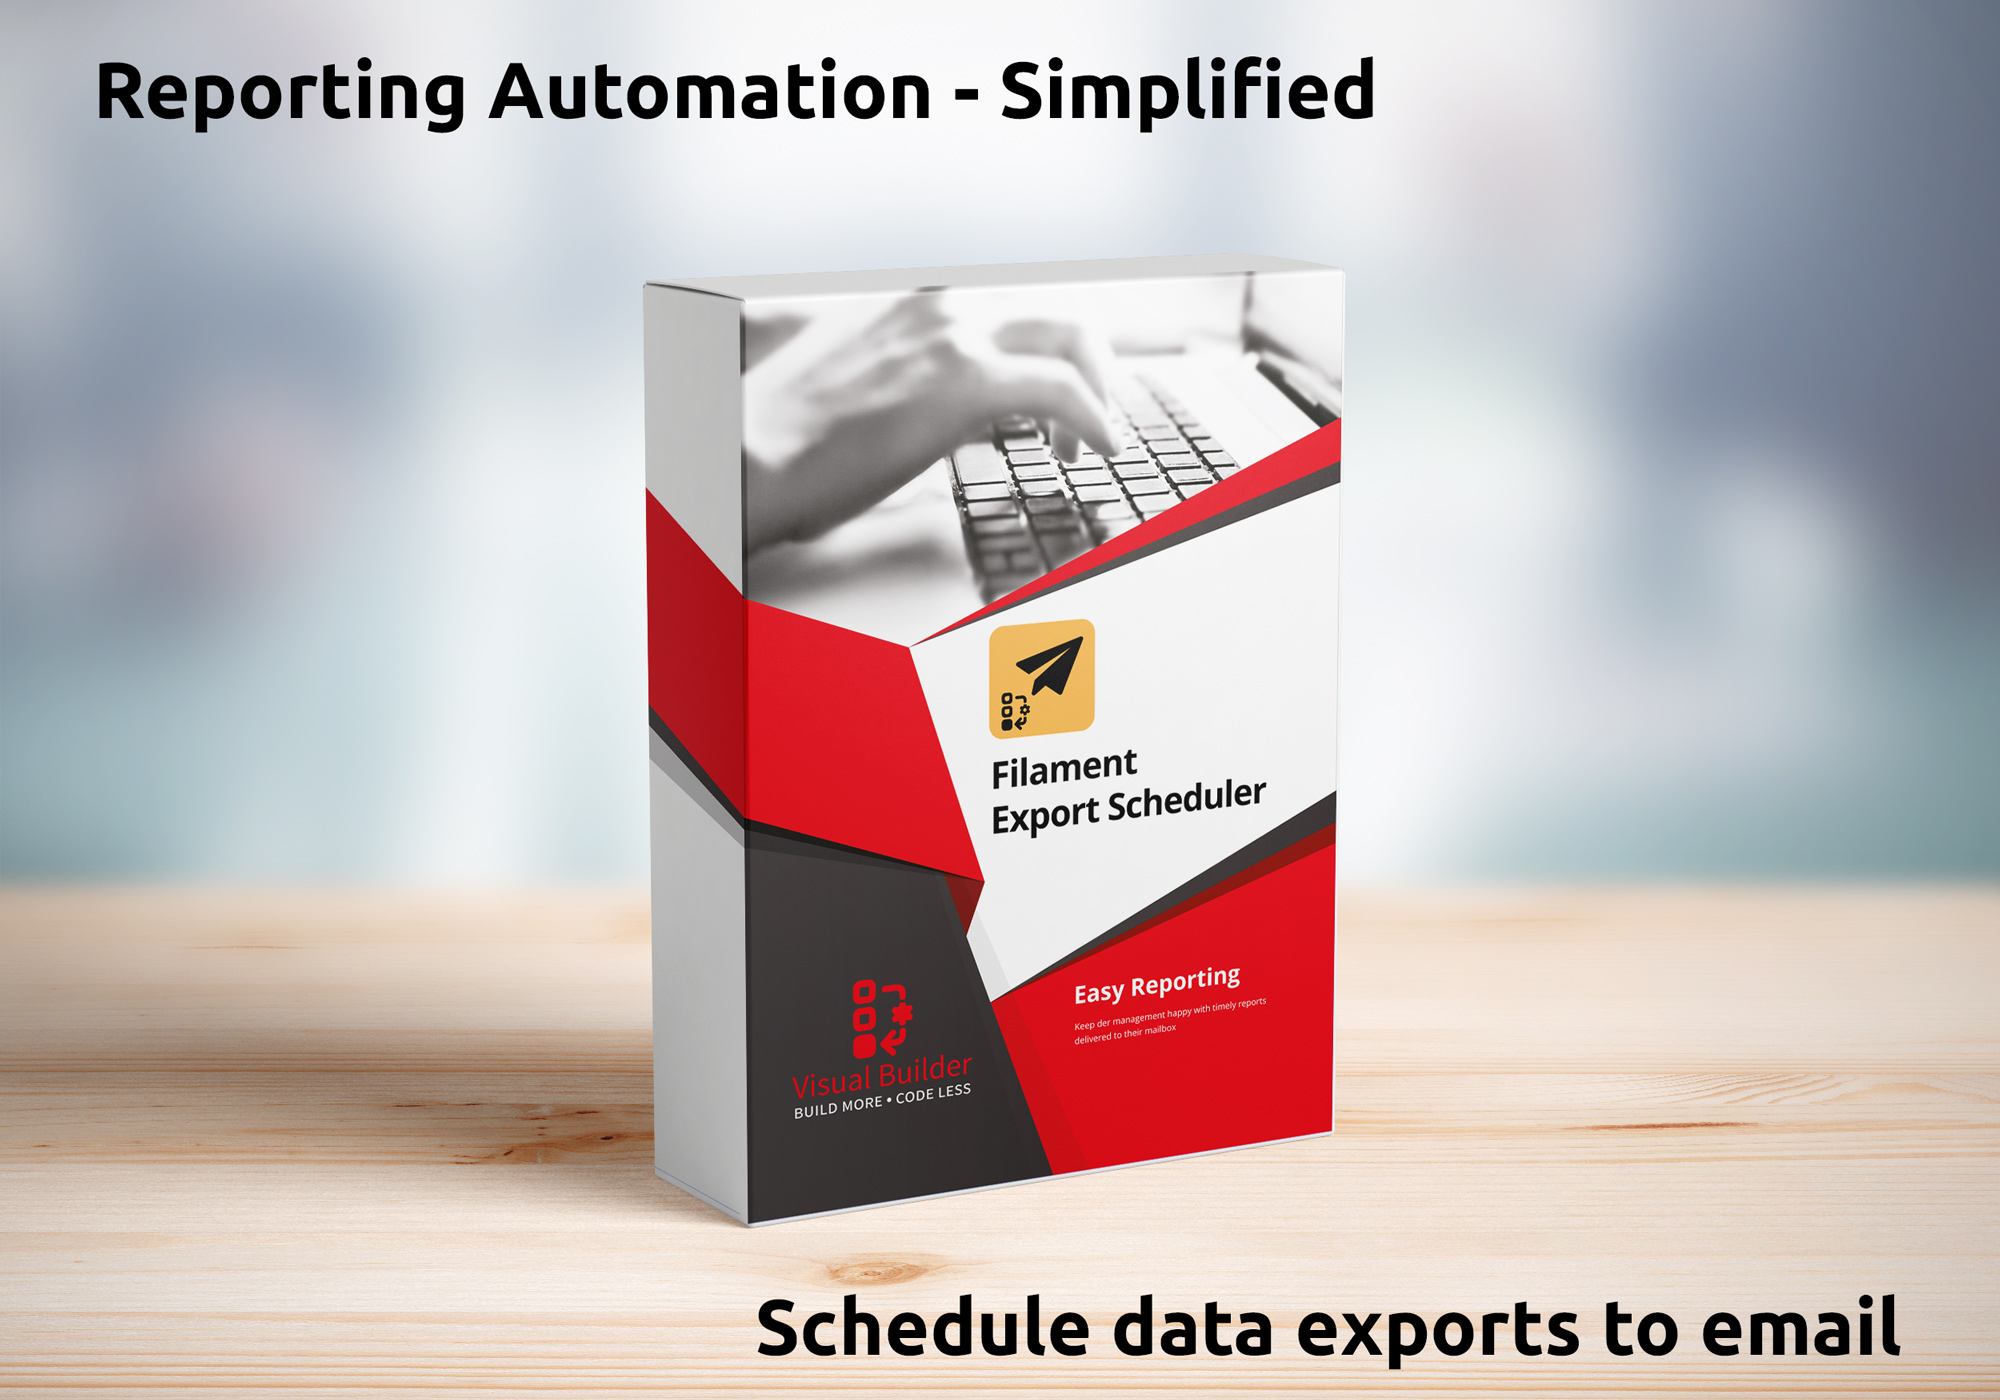 Reporting Automation - Simplified
Filament
Export Scheduler
Easy Reporting
Keep der management happy with timely reports
delivered to their mailbox
Visual Builder
BUILD MORE • CODE LESS
Schedule data exports to email